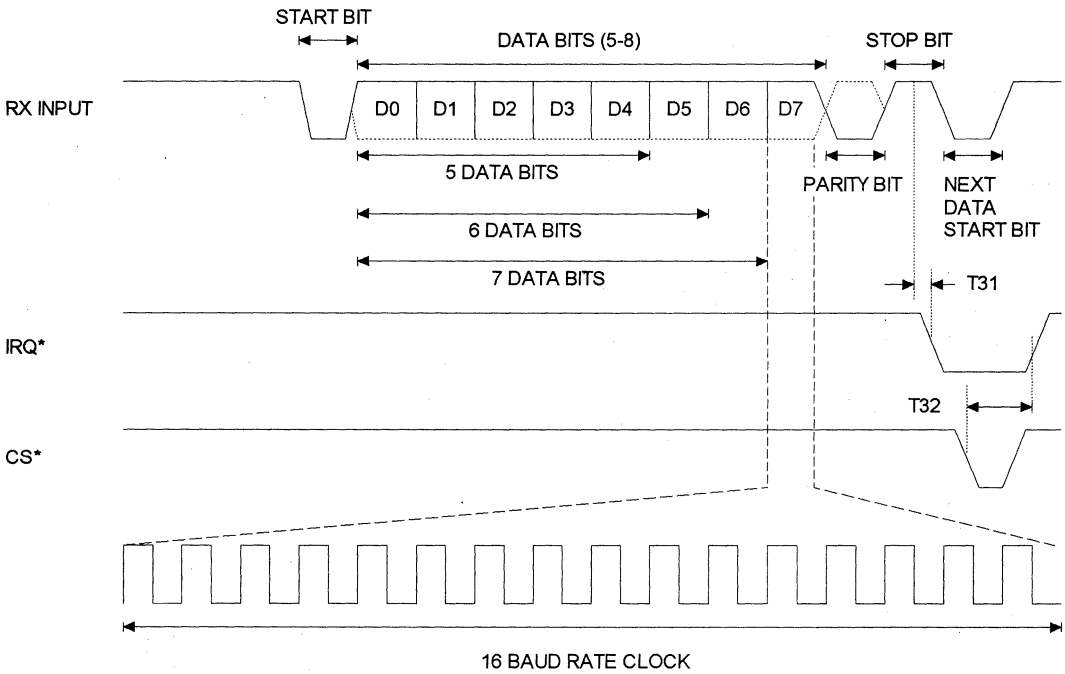 START BIT
DATA BITS (5-8)
STOP BIT
RX INPUT
D0 D1 D2 D3 D4 D5 D6 D7
5 DATA BITS
PARITY BIT
NEXT
DATA
START BIT
6 DATA BITS
7 DATA BITS
T31
IRQ*
T32
CS*
16 BAUD RATE CLOCK